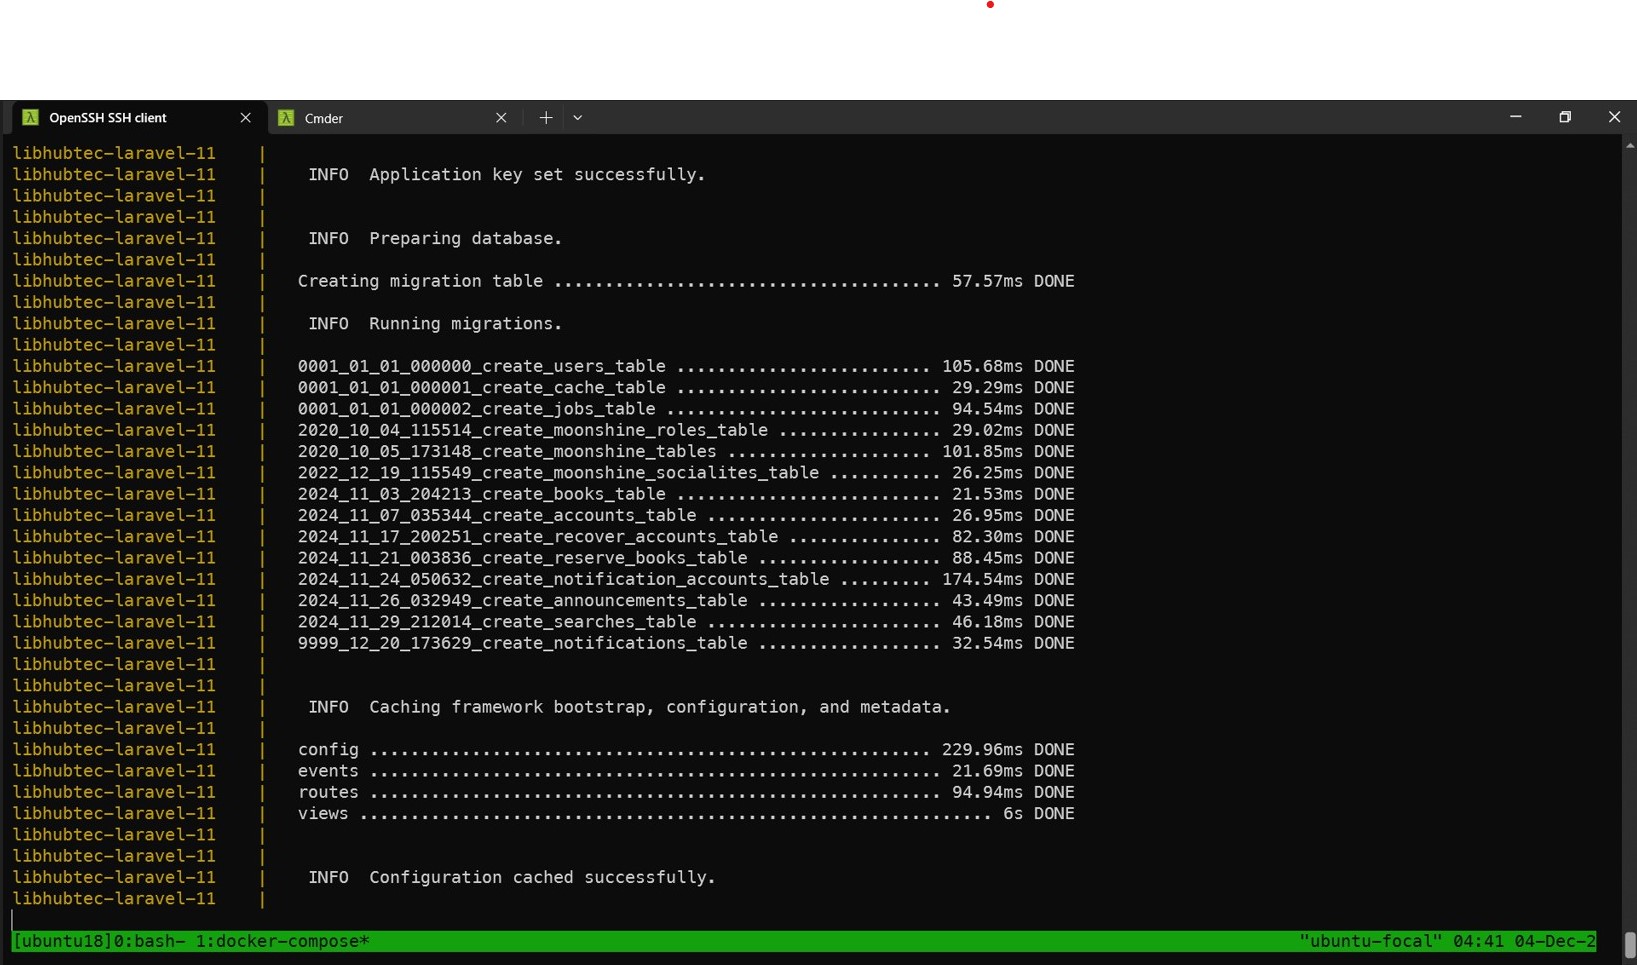 OpenSSH SSH client
Cmder
libhubtec-laravel-11 |
libhubtec-laravel-11 | INFO Application key set successfully.
libhubtec-laravel-11 |
libhubtec-laravel-11 |
libhubtec-laravel-11 | INFO Preparing database.
libhubtec-laravel-11 |
libhubtec-laravel-11 | Creating migration table ...................................... 57.57ms DONE
libhubtec-laravel-11 |
libhubtec-laravel-11 | INFO Running migrations.
libhubtec-laravel-11 |
libhubtec-laravel-11 | 0001_01_01_000000_create_users_table ......................... 105.68ms DONE
libhubtec-laravel-11 | 0001_01_01_000001_create_cache_table .......................... 29.29ms DONE
libhubtec-laravel-11 | 0001_01_01_000002_create_jobs_table ........................... 94.54ms DONE
libhubtec-laravel-11 | 2020_10_04_115514_create_moonshine_roles_table ................ 29.02ms DONE
libhubtec-laravel-11 | 2020_10_05_173148_create_moonshine_tables .................... 101.85ms DONE
libhubtec-laravel-11 | 2022_12_19_115549_create_moonshine_socialites_table ........... 26.25ms DONE
libhubtec-laravel-11 | 2024_11_03_204213_create_books_table .......................... 21.53ms DONE
libhubtec-laravel-11 | 2024_11_07_035344_create_accounts_table ....................... 26.95ms DONE
libhubtec-laravel-11 | 2024_11_17_200251_create_recover_accounts_table ............... 82.30ms DONE
libhubtec-laravel-11 | 2024_11_21_003836_create_reserve_books_table .................. 88.45ms DONE
libhubtec-laravel-11 | 2024_11_24_050632_create_notification_accounts_table ......... 174.54ms DONE
libhubtec-laravel-11 | 2024_11_26_032949_create_announcements_table .................. 43.49ms DONE
libhubtec-laravel-11 | 2024_11_29_212014_create_searches_table ....................... 46.18ms DONE
libhubtec-laravel-11 | 9999_12_20_173629_create_notifications_table .................. 32.54ms DONE
libhubtec-laravel-11 |
libhubtec-laravel-11 |
libhubtec-laravel-11 | INFO Caching framework bootstrap, configuration, and metadata.
libhubtec-laravel-11 |
libhubtec-laravel-11 | config ....................................................... 229.96ms DONE
libhubtec-laravel-11 | events ........................................................ 21.69ms DONE
libhubtec-laravel-11 | routes ........................................................ 94.94ms DONE
libhubtec-laravel-11 | views .............................................................. 6s DONE
libhubtec-laravel-11 |
libhubtec-laravel-11 |
libhubtec-laravel-11 | INFO Configuration cached successfully.
libhubtec-laravel-11 |
[ubuntu18]0:bash- 1:docker-compose* "ubuntu-focal" 04:41 04-Dec-2